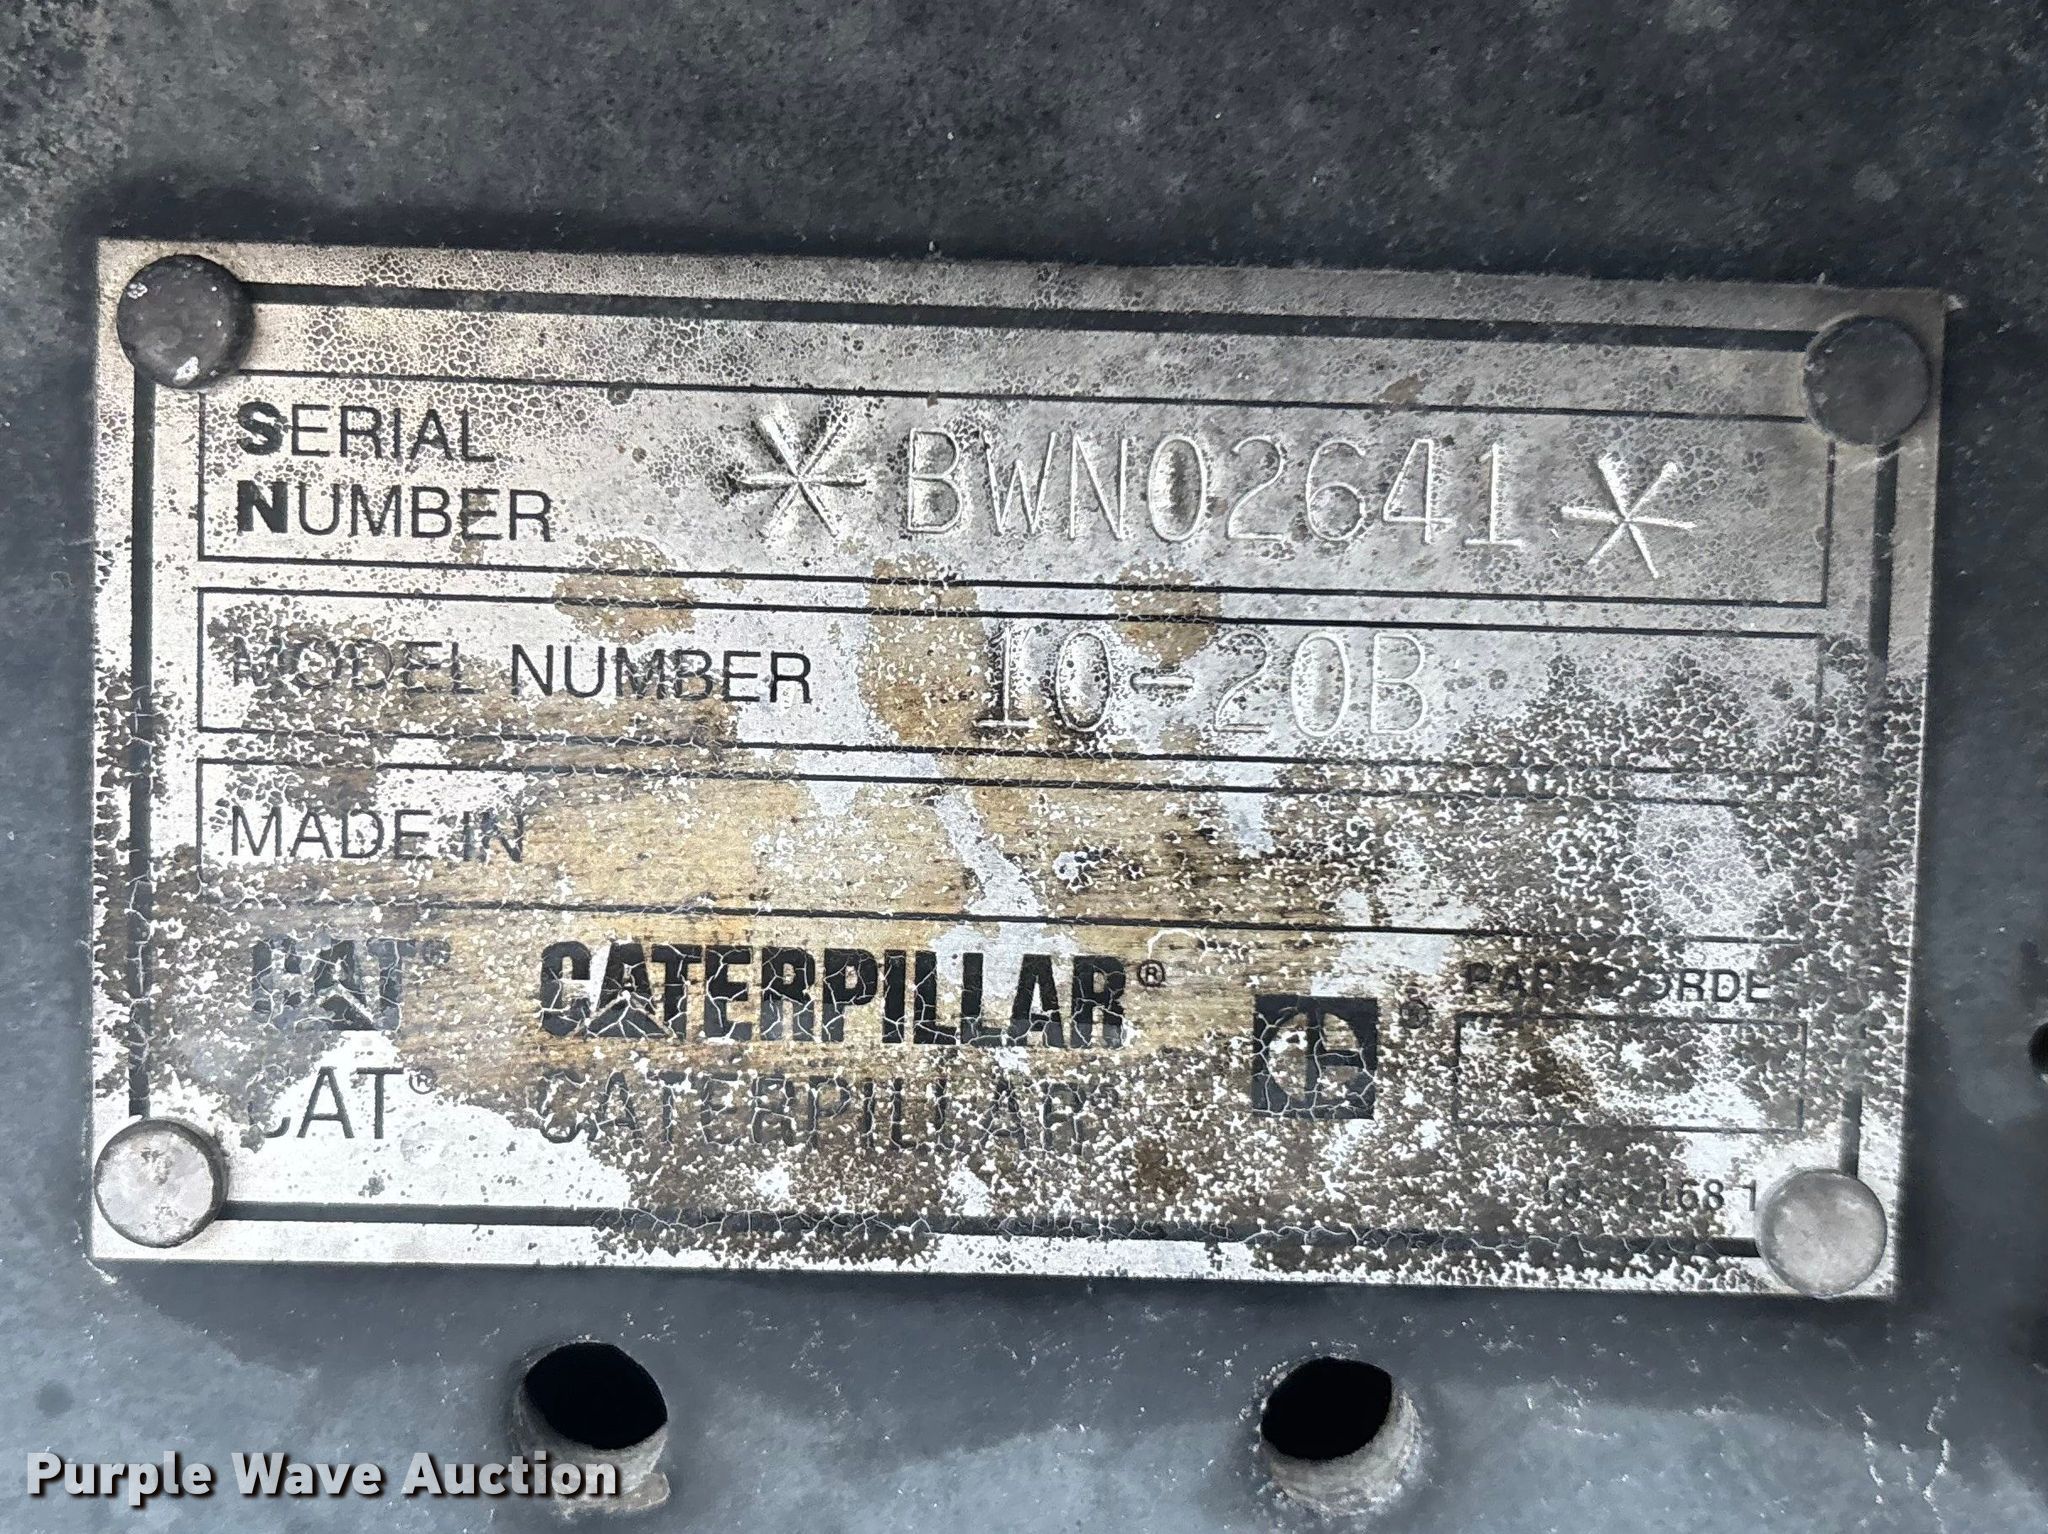 SERIAL
NUMBER
*BWN02641*
MODEL NUMBER 10-20B
MADE IN
CAT® CATERPILLAR®
CAT® CATERPILLAR®
Purple Wave Auction